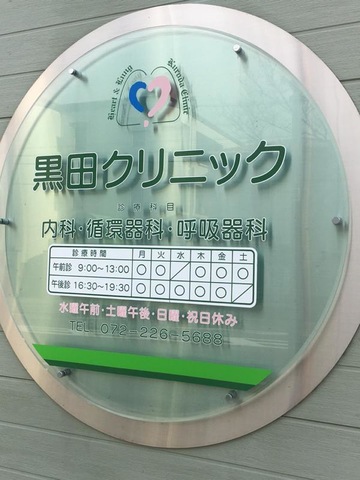 Heart & Lung Kuroda Clinic
黒田クリニック
診療科目
内科・循環器科・呼吸器科
診療時間 月 火 水 木 金 土
午前診 9:00~13:00 ○ ○ ／ ○ ○ ○
午後診 16:30~19:30 ○ ○ ○ ○ ○ ／
水曜午前・土曜午後・日曜・祝日休み
TEL 072-226-5688